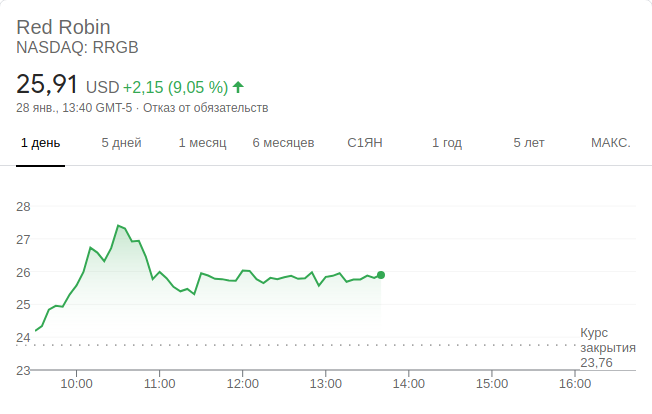 Red Robin
NASDAQ: RRGB
25,91 USD +2,15 (9,05 %)
28 янв., 13:40 GMT-5 · Отказ от обязательств
1 день 5 дней 1 месяц 6 месяцев С1ЯН 1 год 5 лет МАКС.
28
27
26
25
24
23
Курс
закрытия
23,76
10:00 11:00 12:00 13:00 14:00 15:00 16:00